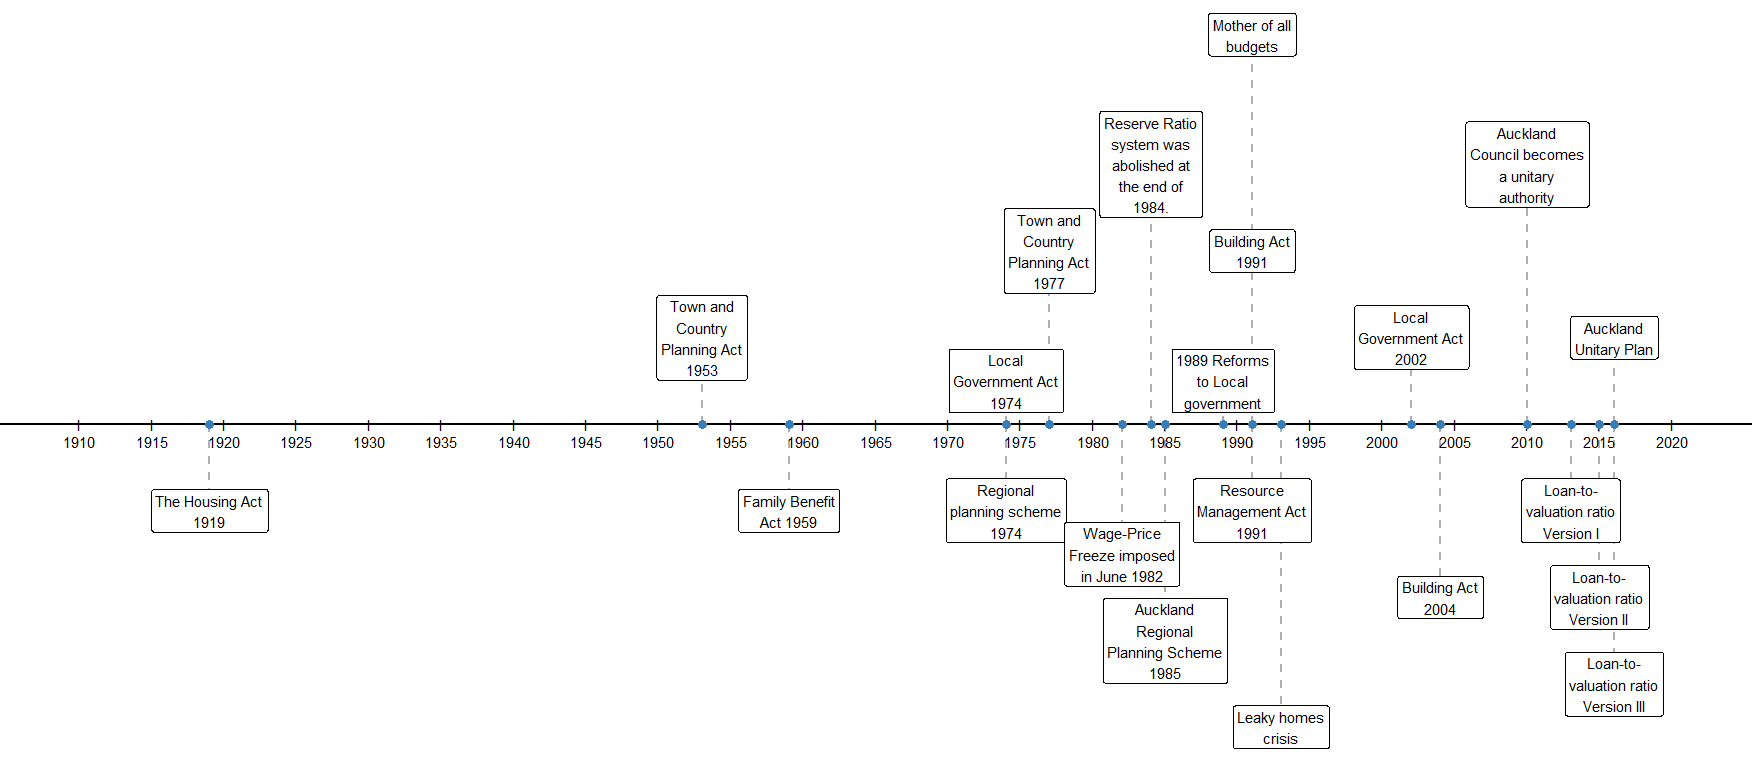 Mother of all
budgets
Reserve Ratio
system was
abolished at
the end of
1984.
Auckland
Council becomes
a unitary
authority
Town and
Country
Planning Act
1977
Building Act
1991
Town and
Country
Planning Act
1953
Local
Government Act
2002
Auckland
Unitary Plan
Local
Government Act
1974
1989 Reforms
to Local
government
1910 1915 1920 1925 1930 1935 1940 1945 1950 1955 1960 1965 1970 1975 1980 1985 1990 1995 2000 2005 2010 2015 2020
The Housing Act
1919
Family Benefit
Act 1959
Regional
planning scheme
1974
Resource
Management Act
1991
Loan-to-
valuation ratio
Version I
Wage-Price
Freeze imposed
in June 1982
Loan-to-
valuation ratio
Version II
Building Act
2004
Auckland
Regional
Planning Scheme
1985
Loan-to-
valuation ratio
Version III
Leaky homes
crisis